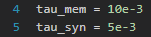 4 tau_mem = 10e-3
5 tau_syn = 5e-3